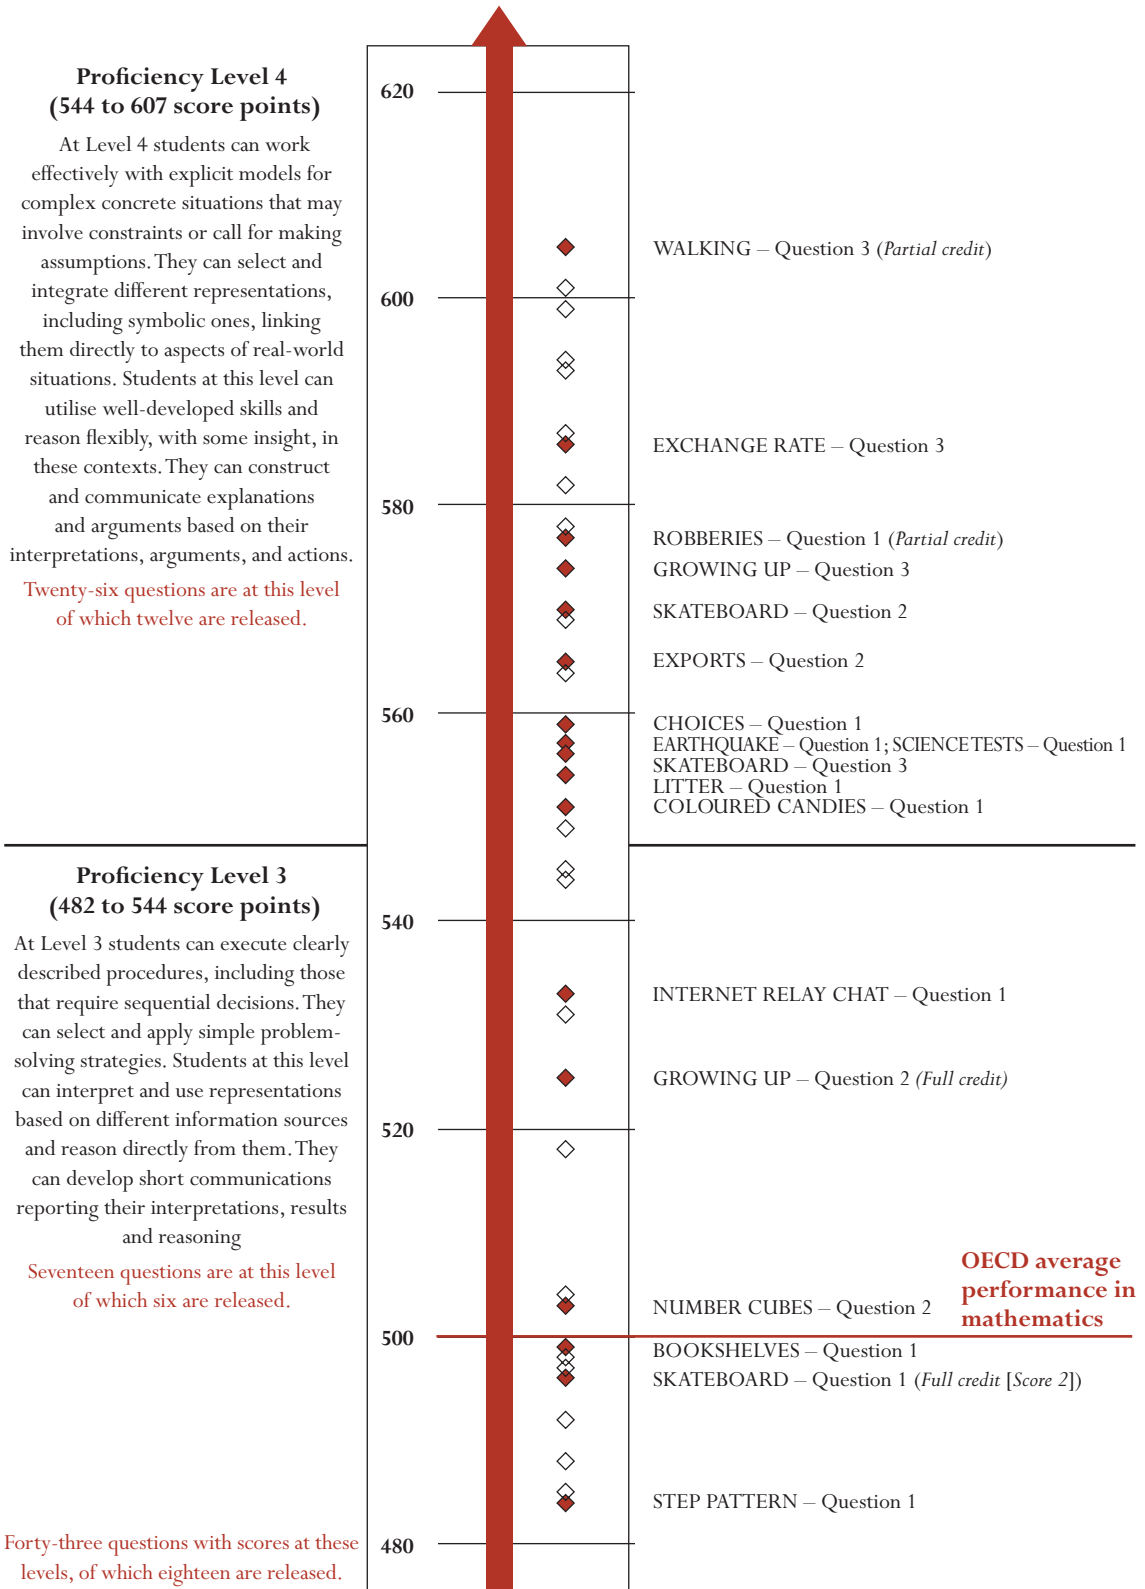 Proficiency Level 4
(544 to 607 score points)
At Level 4 students can work
effectively with explicit models for
complex concrete situations that may
involve constraints or call for making
assumptions. They can select and
integrate different representations,
including symbolic ones, linking
them directly to aspects of real-world
situations. Students at this level can
utilise well-developed skills and
reason flexibly, with some insight, in
these contexts. They can construct
and communicate explanations
and arguments based on their
interpretations, arguments, and actions.
Twenty-six questions are at this level
of which twelve are released.
Proficiency Level 3
(482 to 544 score points)
At Level 3 students can execute clearly
described procedures, including those
that require sequential decisions. They
can select and apply simple problem-
solving strategies. Students at this level
can interpret and use representations
based on different information sources
and reason directly from them. They
can develop short communications
reporting their interpretations, results
and reasoning
Seventeen questions are at this level
of which six are released.
Forty-three questions with scores at these
levels, of which eighteen are released.
620
600
580
560
540
520
500
480
WALKING – Question 3 (Partial credit)
EXCHANGE RATE – Question 3
ROBBERIES – Question 1 (Partial credit)
GROWING UP – Question 3
SKATEBOARD – Question 2
EXPORTS – Question 2
CHOICES – Question 1
EARTHQUAKE – Question 1; SCIENCE TESTS – Question 1
SKATEBOARD – Question 3
LITTER – Question 1
COLOURED CANDIES – Question 1
INTERNET RELAY CHAT – Question 1
GROWING UP – Question 2 (Full credit)
OECD average
performance in
mathematics
NUMBER CUBES – Question 2
BOOKSHELVES – Question 1
SKATEBOARD – Question 1 (Full credit [Score 2])
STEP PATTERN – Question 1